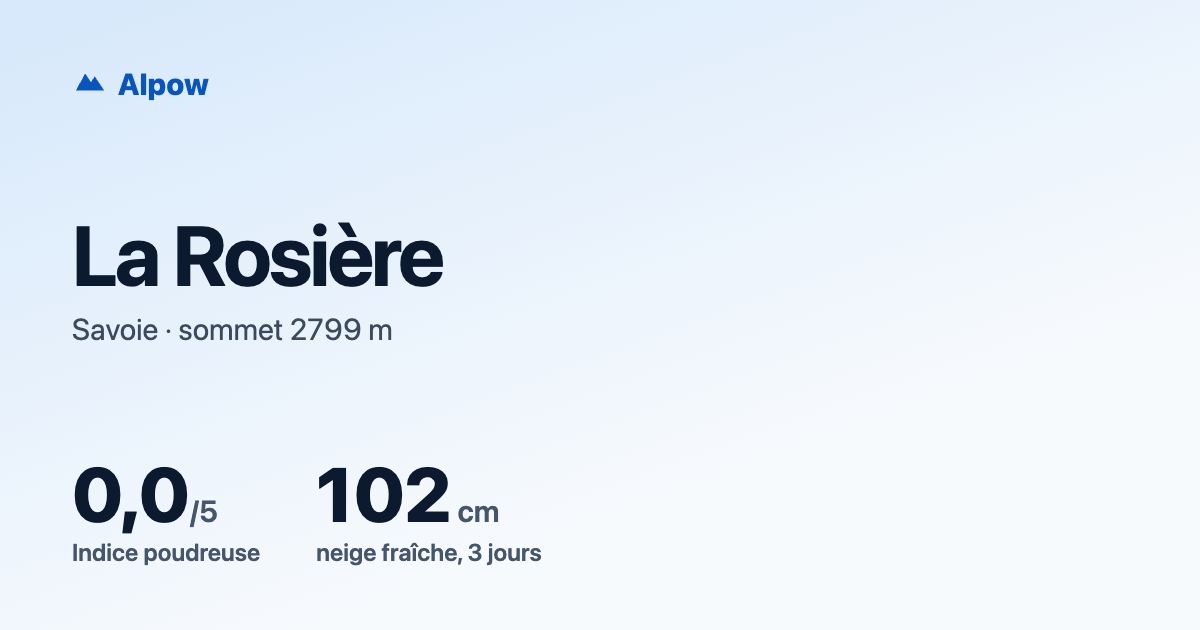 Alpow
La Rosière
Savoie · sommet 2799 m
0,0/5 102 cm
Indice poudreuse neige fraîche, 3 jours